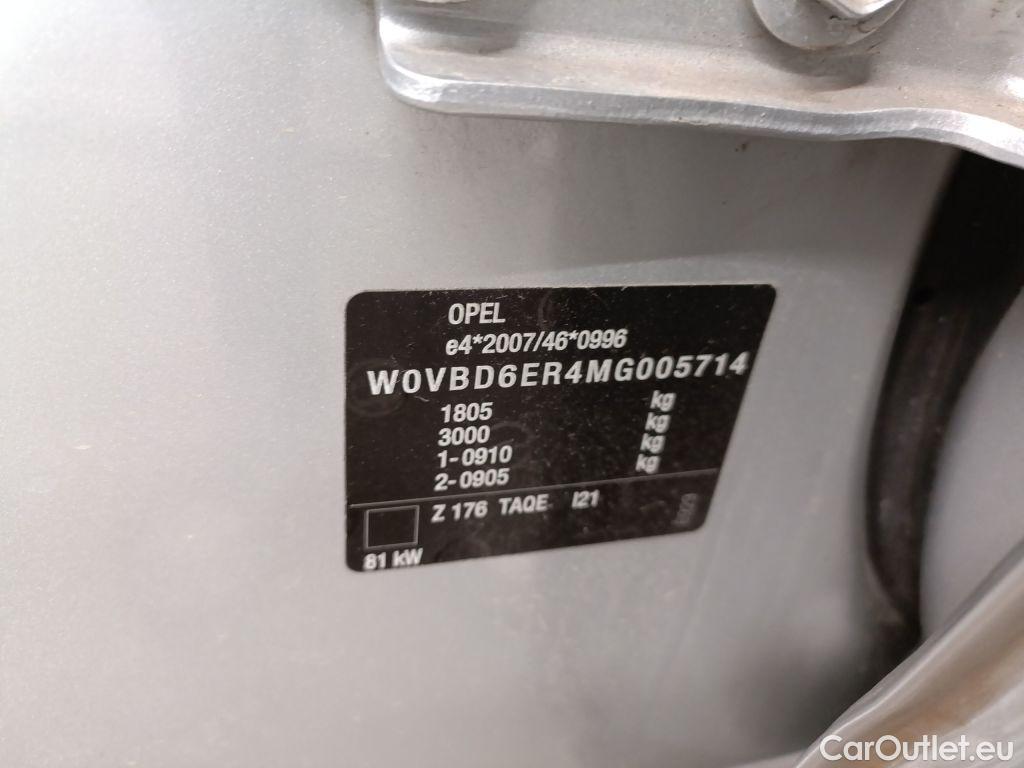 OPEL
e4*2007/46*0996
W0VBD6ER4MG005714
1805 kg
3000 kg
1-0910 kg
2-0905 kg
Z 176 TAQE I21
81 kW
CarOutlet.eu